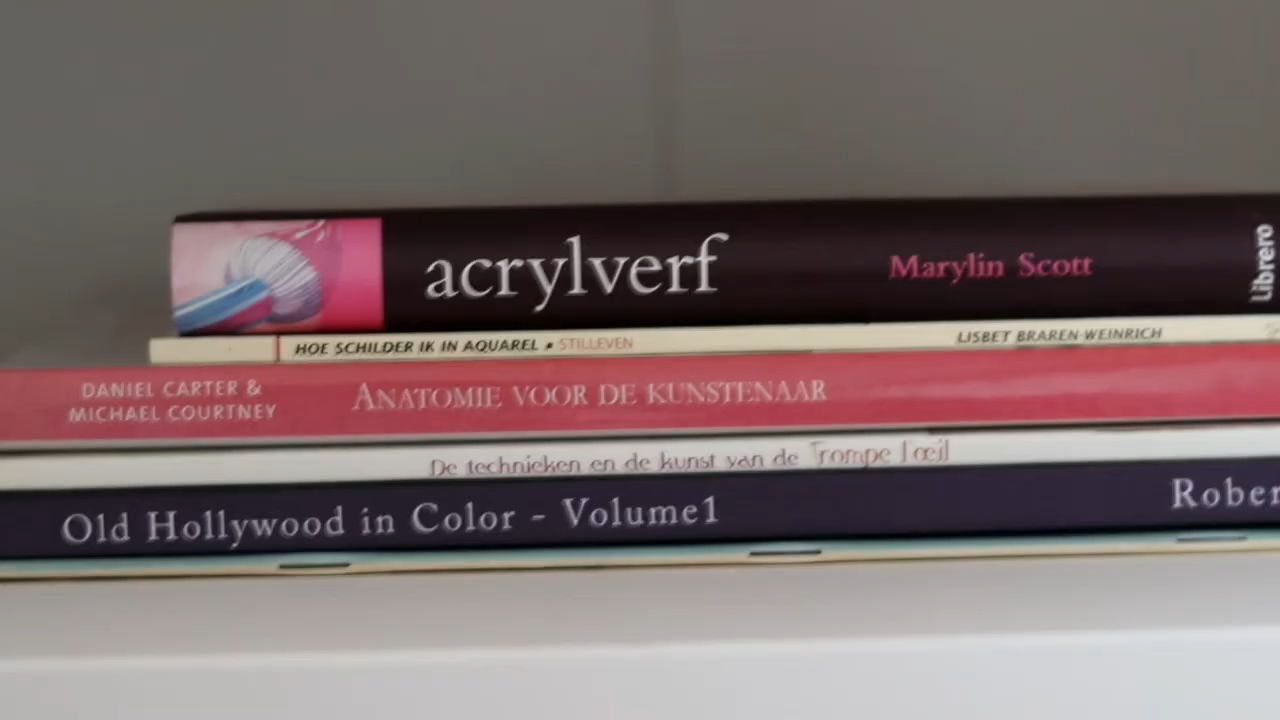 acrylverf Marylin Scott Librero
HOE SCHILDER IK IN AQUAREL • STILLEVEN LISBET BRAREN-WEINRICH
DANIEL CARTER &
MICHAEL COURTNEY
ANATOMIE VOOR DE KUNSTENAAR
De technieken en de kunst van de Trompe l'œil
Old Hollywood in Color - Volume1 Rober